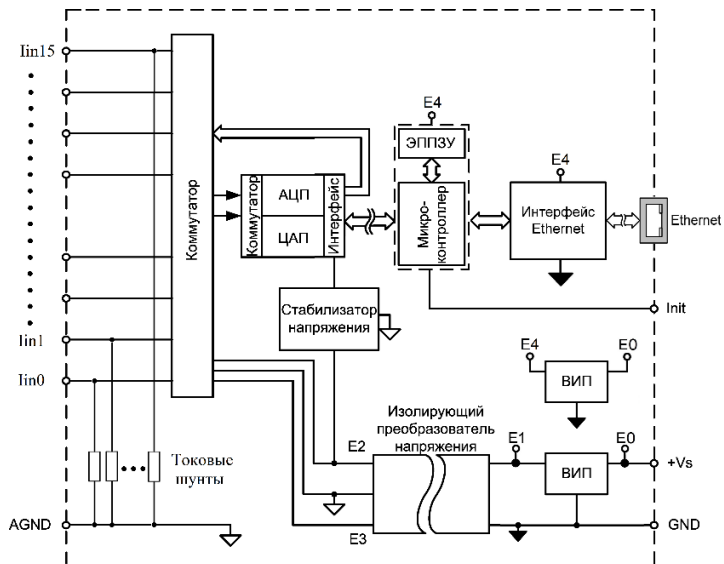 Iin15
E4
ЭППЗУ
E4
Коммутатор
Коммутатор
АЦП
ЦАП
Интерфейс
Микро-
контроллер
Интерфейс
Ethernet
Ethernet
Стабилизатор
напряжения
Init
Iin1
Iin0
E4
E0
ВИП
Изолирующий
преобразователь
напряжения
E2
E1
E0
+Vs
ВИП
Токовые
шунты
AGND
E3
GND